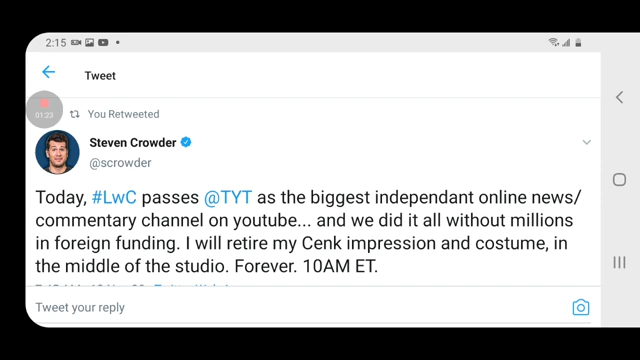 2:15
Tweet
01:23
You Retweeted
Steven Crowder
@scrowder
Today, #LwC passes @TYT as the biggest independant online news/
commentary channel on youtube... and we did it all without millions
in foreign funding. I will retire my Cenk impression and costume, in
the middle of the studio. Forever. 10AM ET.
Tweet your reply